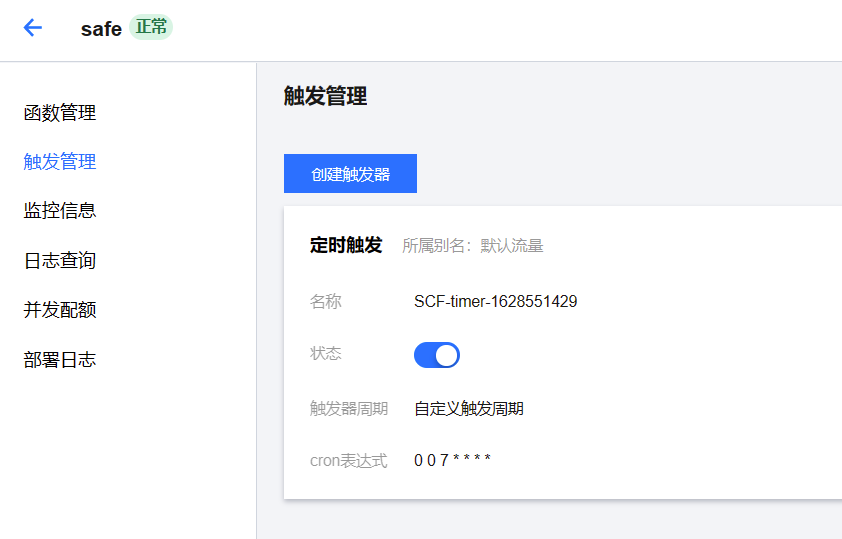 safe 正常
函数管理
触发管理
监控信息
日志查询
并发配额
部署日志
触发管理
创建触发器
定时触发 所属别名：默认流量
名称 SCF-timer-1628551429
状态
触发器周期 自定义触发周期
cron表达式 0 0 7 * * * *